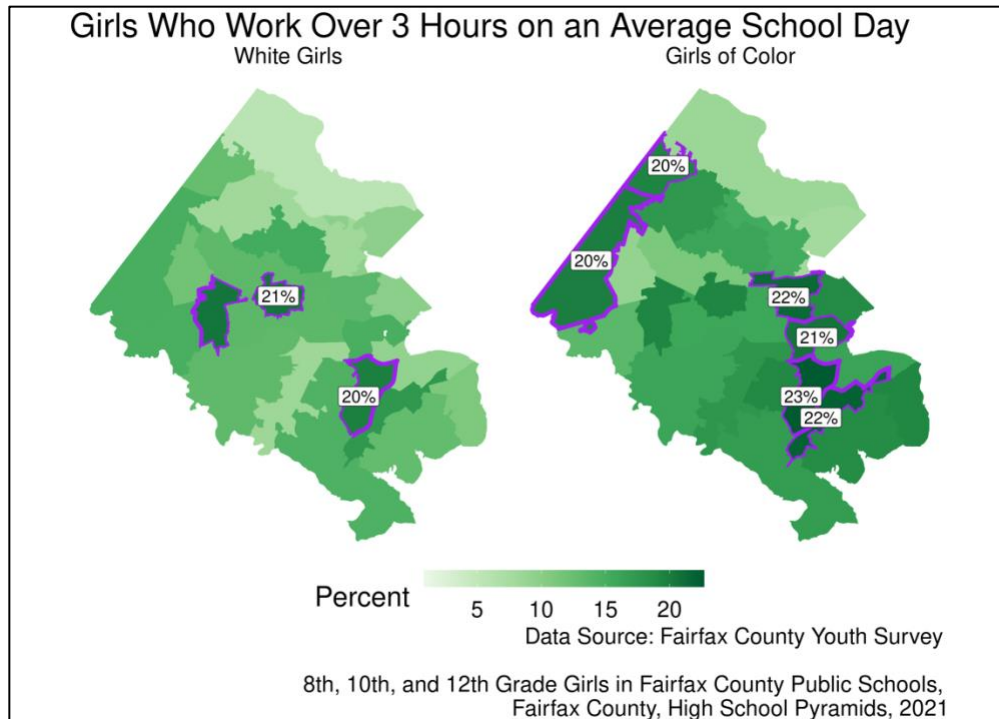 Girls Who Work Over 3 Hours on an Average School Day
White Girls
Girls of Color
20%
20%
21%
22%
21%
20%
23%
22%
Percent
5 10 15 20
Data Source: Fairfax County Youth Survey
8th, 10th, and 12th Grade Girls in Fairfax County Public Schools,
Fairfax County, High School Pyramids, 2021